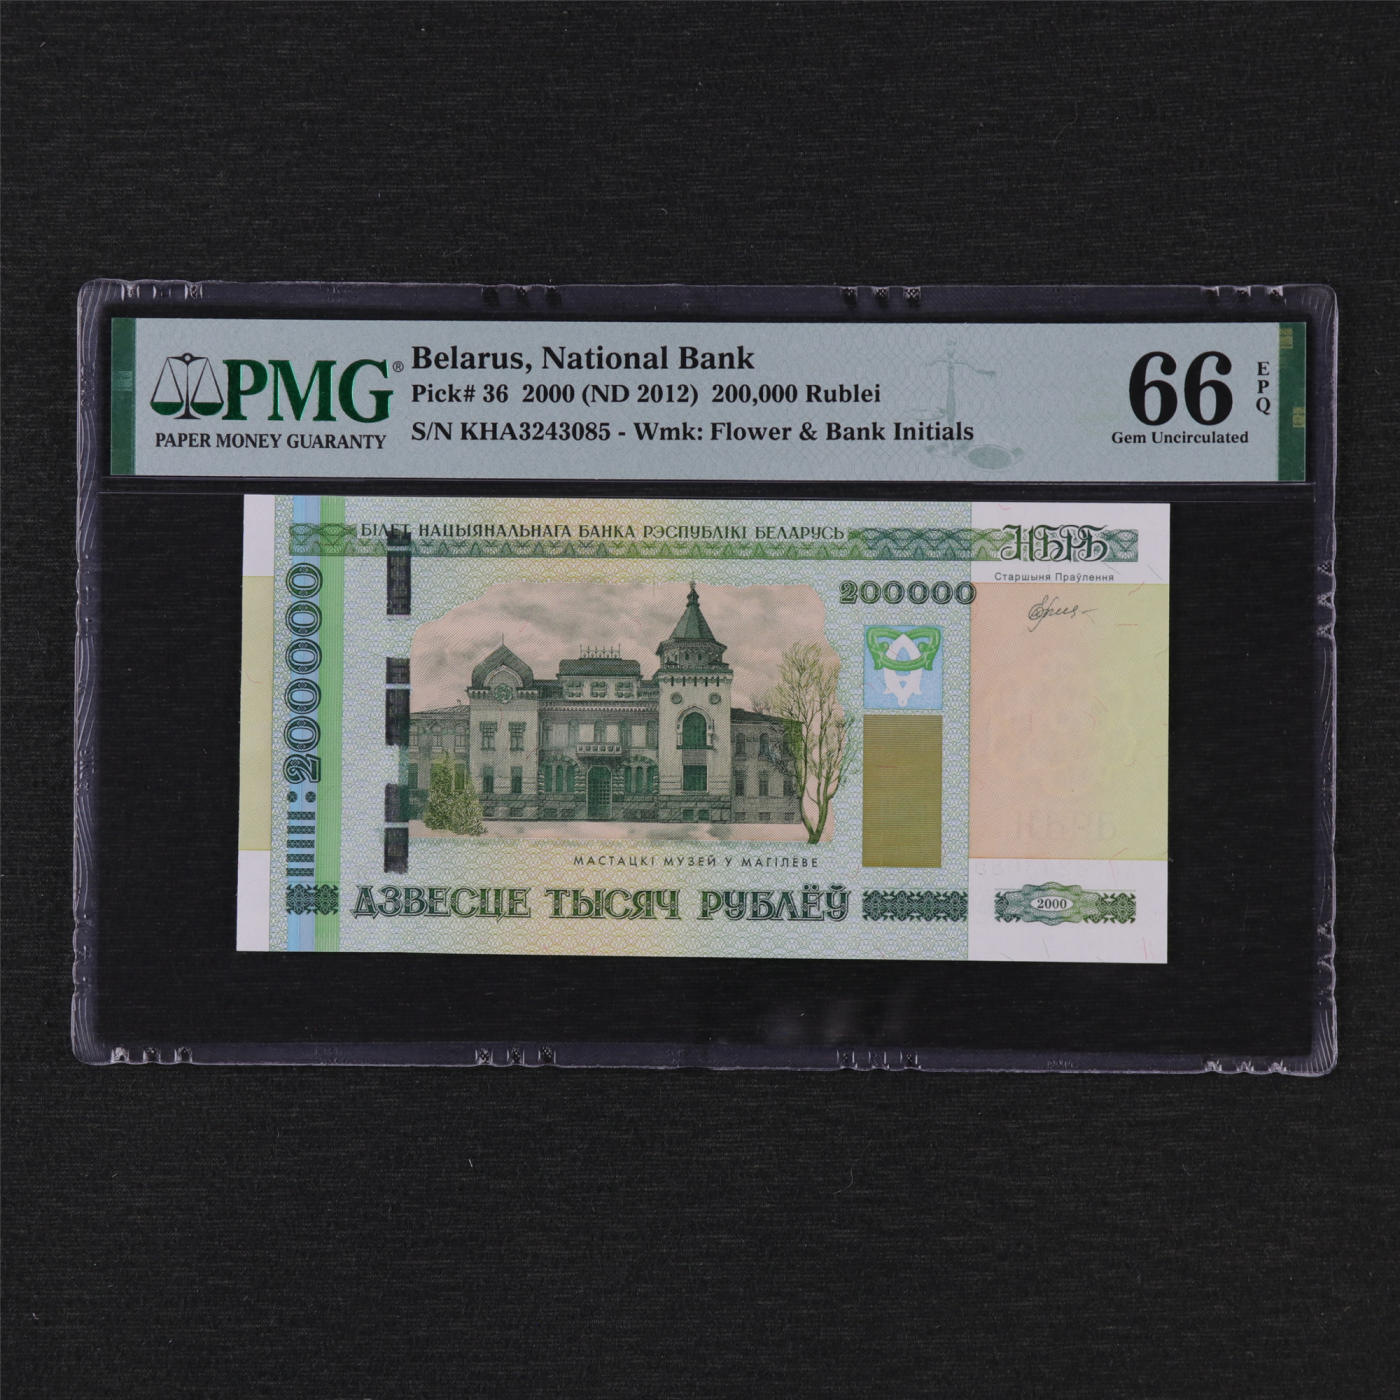 PMG®
PAPER MONEY GUARANTY
Belarus, National Bank
Pick# 36 2000 (ND 2012) 200,000 Rublei
S/N KHA3243085 - Wmk: Flower & Bank Initials
66
EPQ
Gem Uncirculated
БІЛЕТ НАЦЫЯНАЛЬНАГА БАНКА РЭСПУБЛІКІ БЕЛАРУСЬ
НБРБ
Старшыня Праўлення
200000
200000
МАСТАЦКІ МУЗЕЙ У МАГІЛЕВЕ
ДЗВЕСЦЕ ТЫСЯЧ РУБЛЁЎ
2000